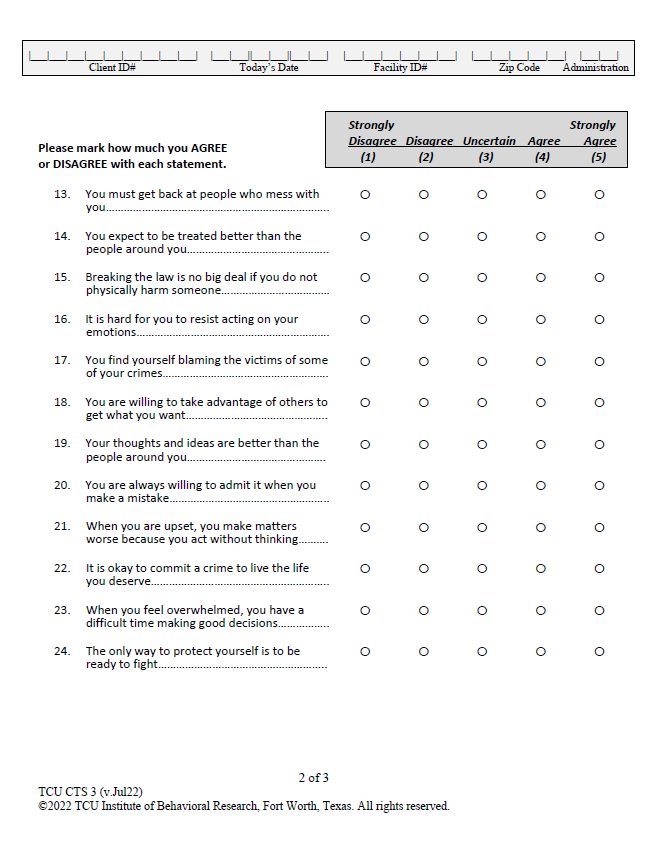 Client ID# Today's Date Facility ID# Zip Code Administration
Strongly Strongly
Please mark how much you AGREE Disagree Disagree Uncertain Agree Agree
or DISAGREE with each statement. (1) (2) (3) (4) (5)
13. You must get back at people who mess with
you.............................................................................
14. You expect to be treated better than the
people around you.................................................
15. Breaking the law is no big deal if you do not
physically harm someone.....................................
16. It is hard for you to resist acting on your
emotions..................................................................
17. You find yourself blaming the victims of some
of your crimes.........................................................
18. You are willing to take advantage of others to
get what you want.................................................
19. Your thoughts and ideas are better than the
people around you................................................
20. You are always willing to admit it when you
make a mistake.......................................................
21. When you are upset, you make matters
worse because you act without thinking..........
22. It is okay to commit a crime to live the life
you deserve.............................................................
23. When you feel overwhelmed, you have a
difficult time making good decisions.................
24. The only way to protect yourself is to be
ready to fight..........................................................
2 of 3
TCU CTS 3 (v.Jul22)
©2022 TCU Institute of Behavioral Research, Fort Worth, Texas. All rights reserved.